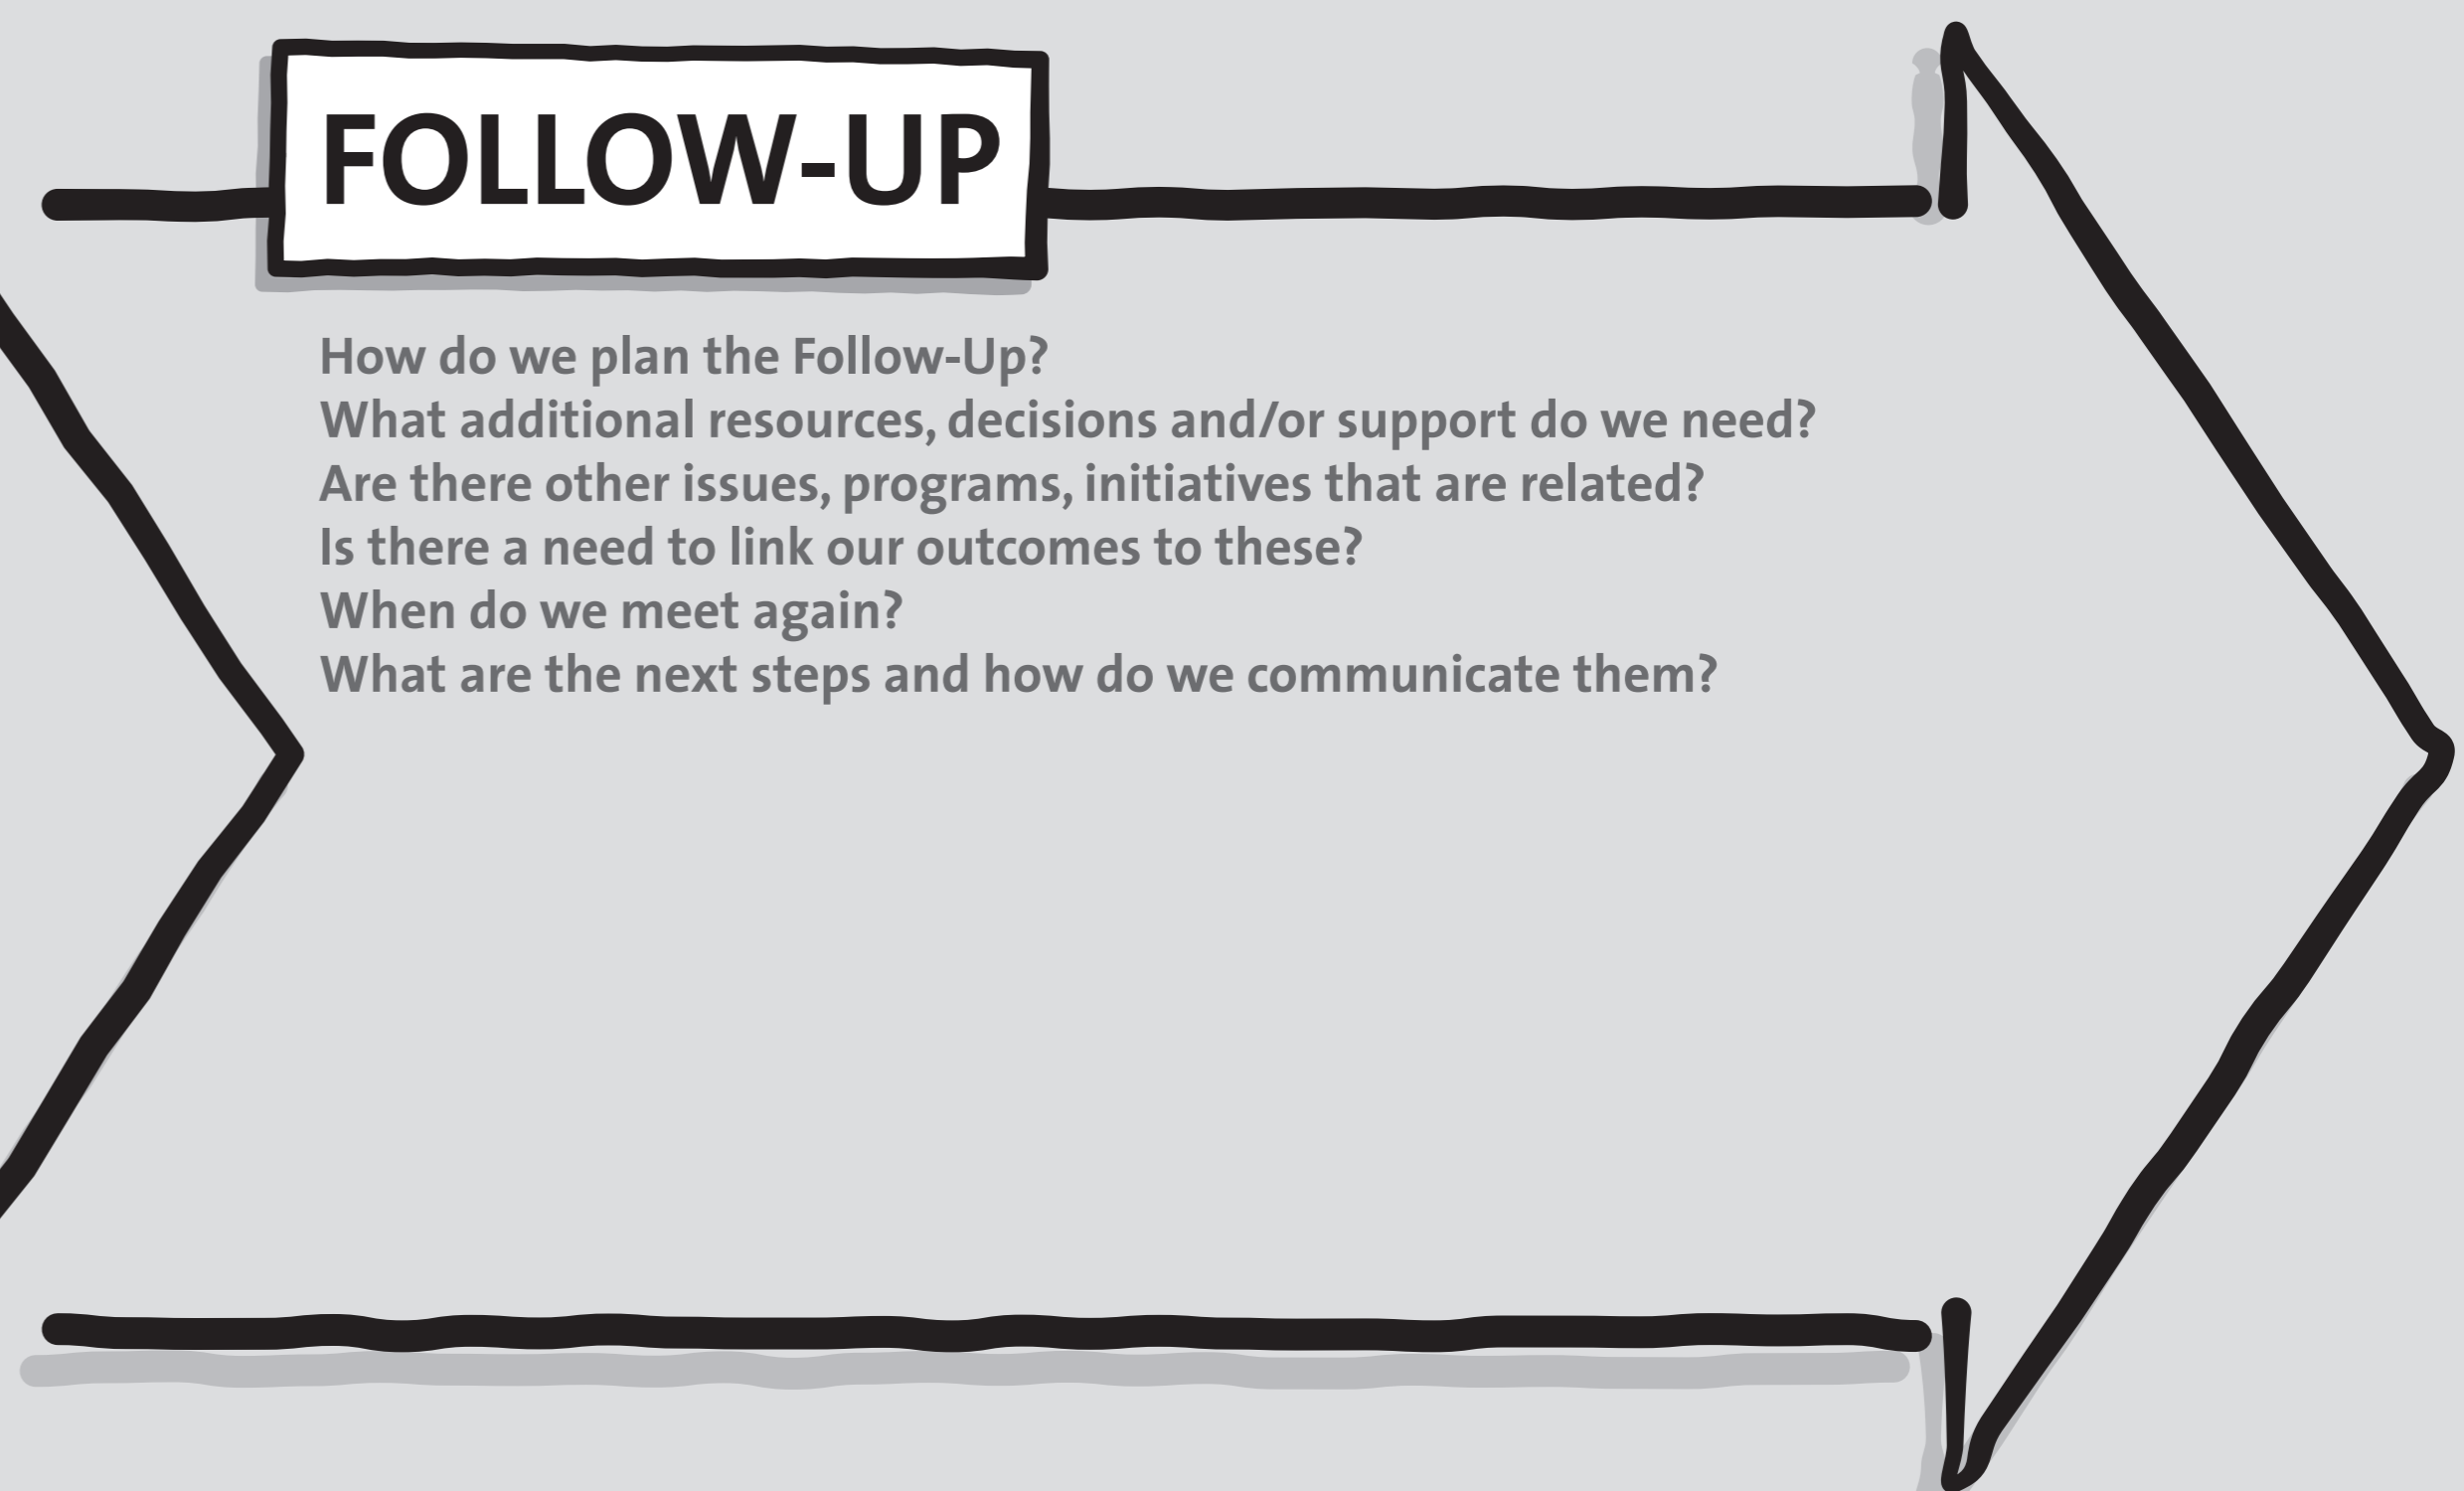 FOLLOW-UP
How do we plan the Follow-Up?
What additional resources, decisions and/or support do we need?
Are there other issues, programs, initiatives that are related?
Is there a need to link our outcomes to these?
When do we meet again?
What are the next steps and how do we communicate them?